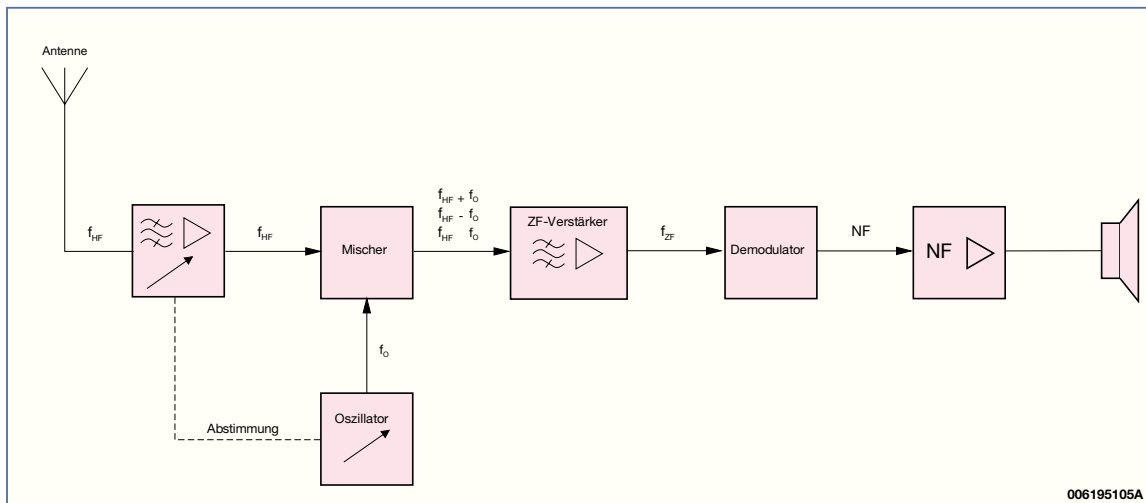 Antenne
f_HF
f_HF
Mischer
f_HF + f_O
f_HF - f_O
f_HF f_O
ZF-Verstärker
f_ZF
Demodulator
NF
NF
f_O
Oszillator
Abstimmung
006195105A